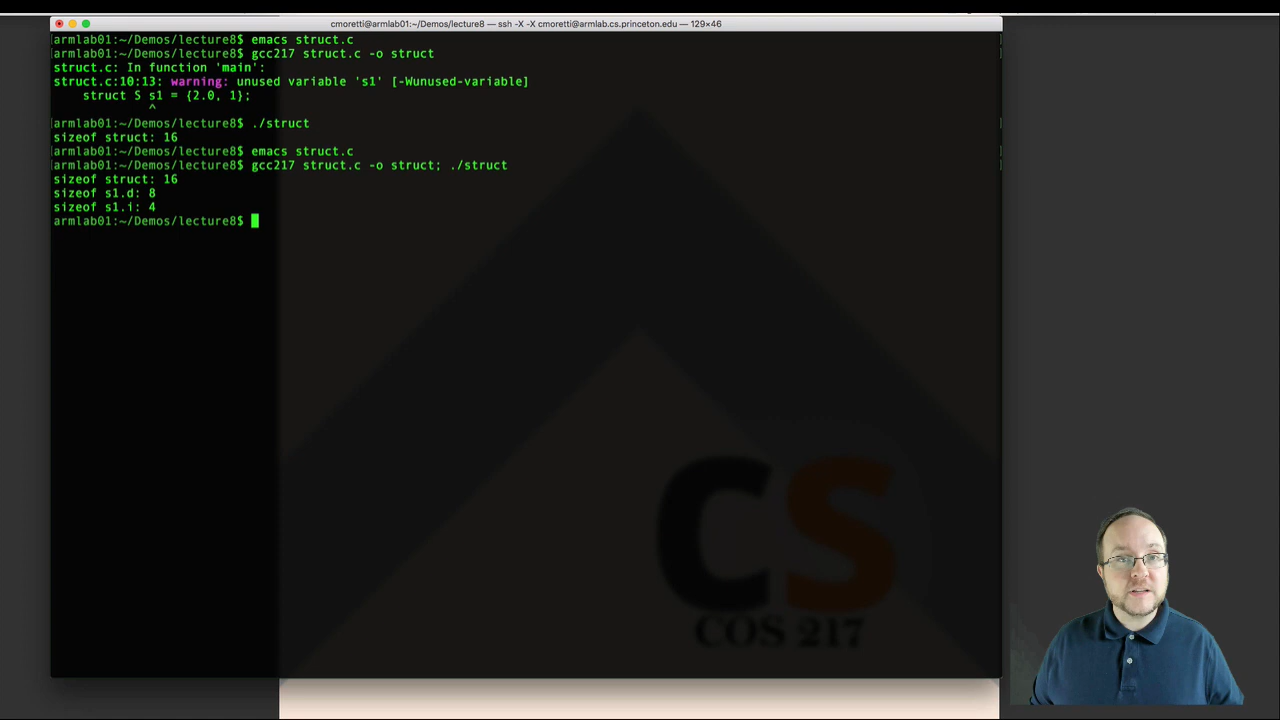 cmoretti@armlab01:~/Demos/lecture8 — ssh -X -X cmoretti@armlab.cs.princeton.edu — 129×46
[armlab01:~/Demos/lecture8$ emacs struct.c
[armlab01:~/Demos/lecture8$ gcc217 struct.c -o struct
struct.c: In function 'main':
struct.c:10:13: warning: unused variable 's1' [-Wunused-variable]
struct S s1 = {2.0, 1};
^
[armlab01:~/Demos/lecture8$ ./struct
sizeof struct: 16
[armlab01:~/Demos/lecture8$ emacs struct.c
[armlab01:~/Demos/lecture8$ gcc217 struct.c -o struct; ./struct
sizeof struct: 16
sizeof s1.d: 8
sizeof s1.i: 4
armlab01:~/Demos/lecture8$
CS
COS 217